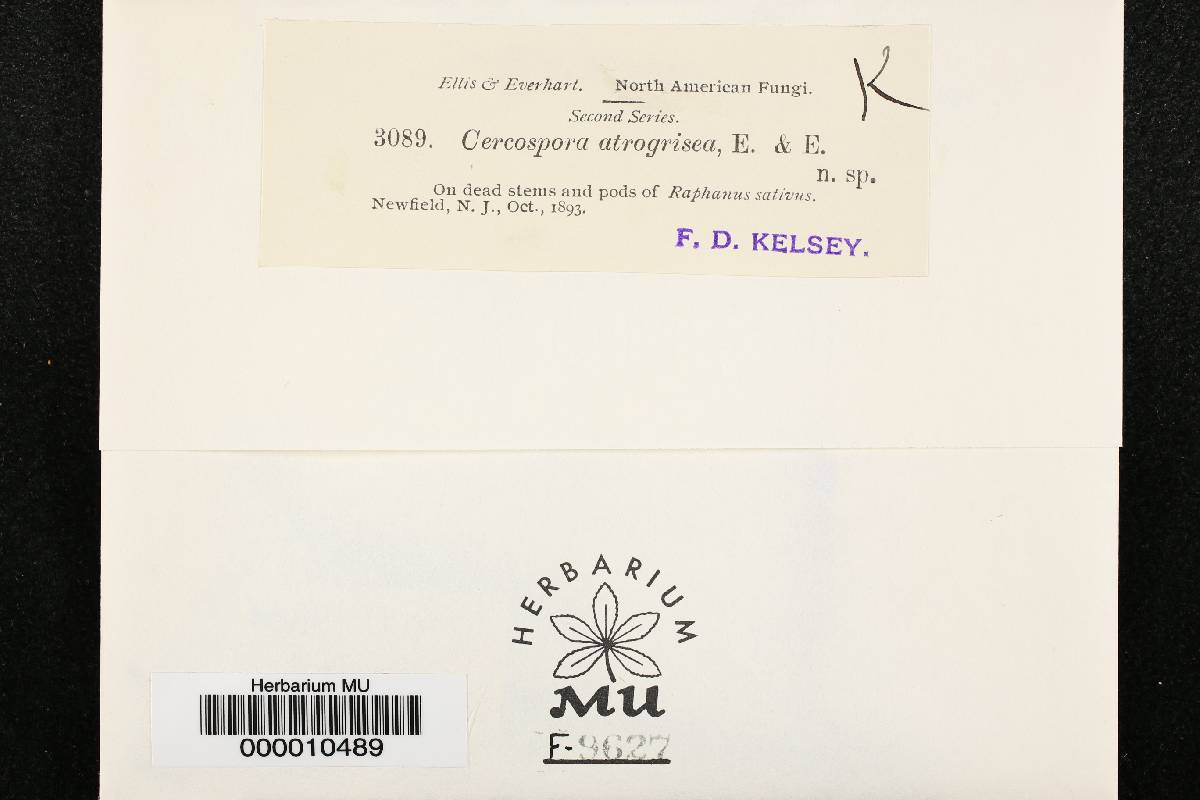 Ellis & Everhart. North American Fungi.
K
Second Series.
3089. Cercospora atrogrisea, E. & E.
n. sp.
On dead stems and pods of Raphanus sativus.
Newfield, N. J., Oct., 1893.
F. D. KELSEY.
HERBARIUM
MU
F-9627
Herbarium MU
000010489